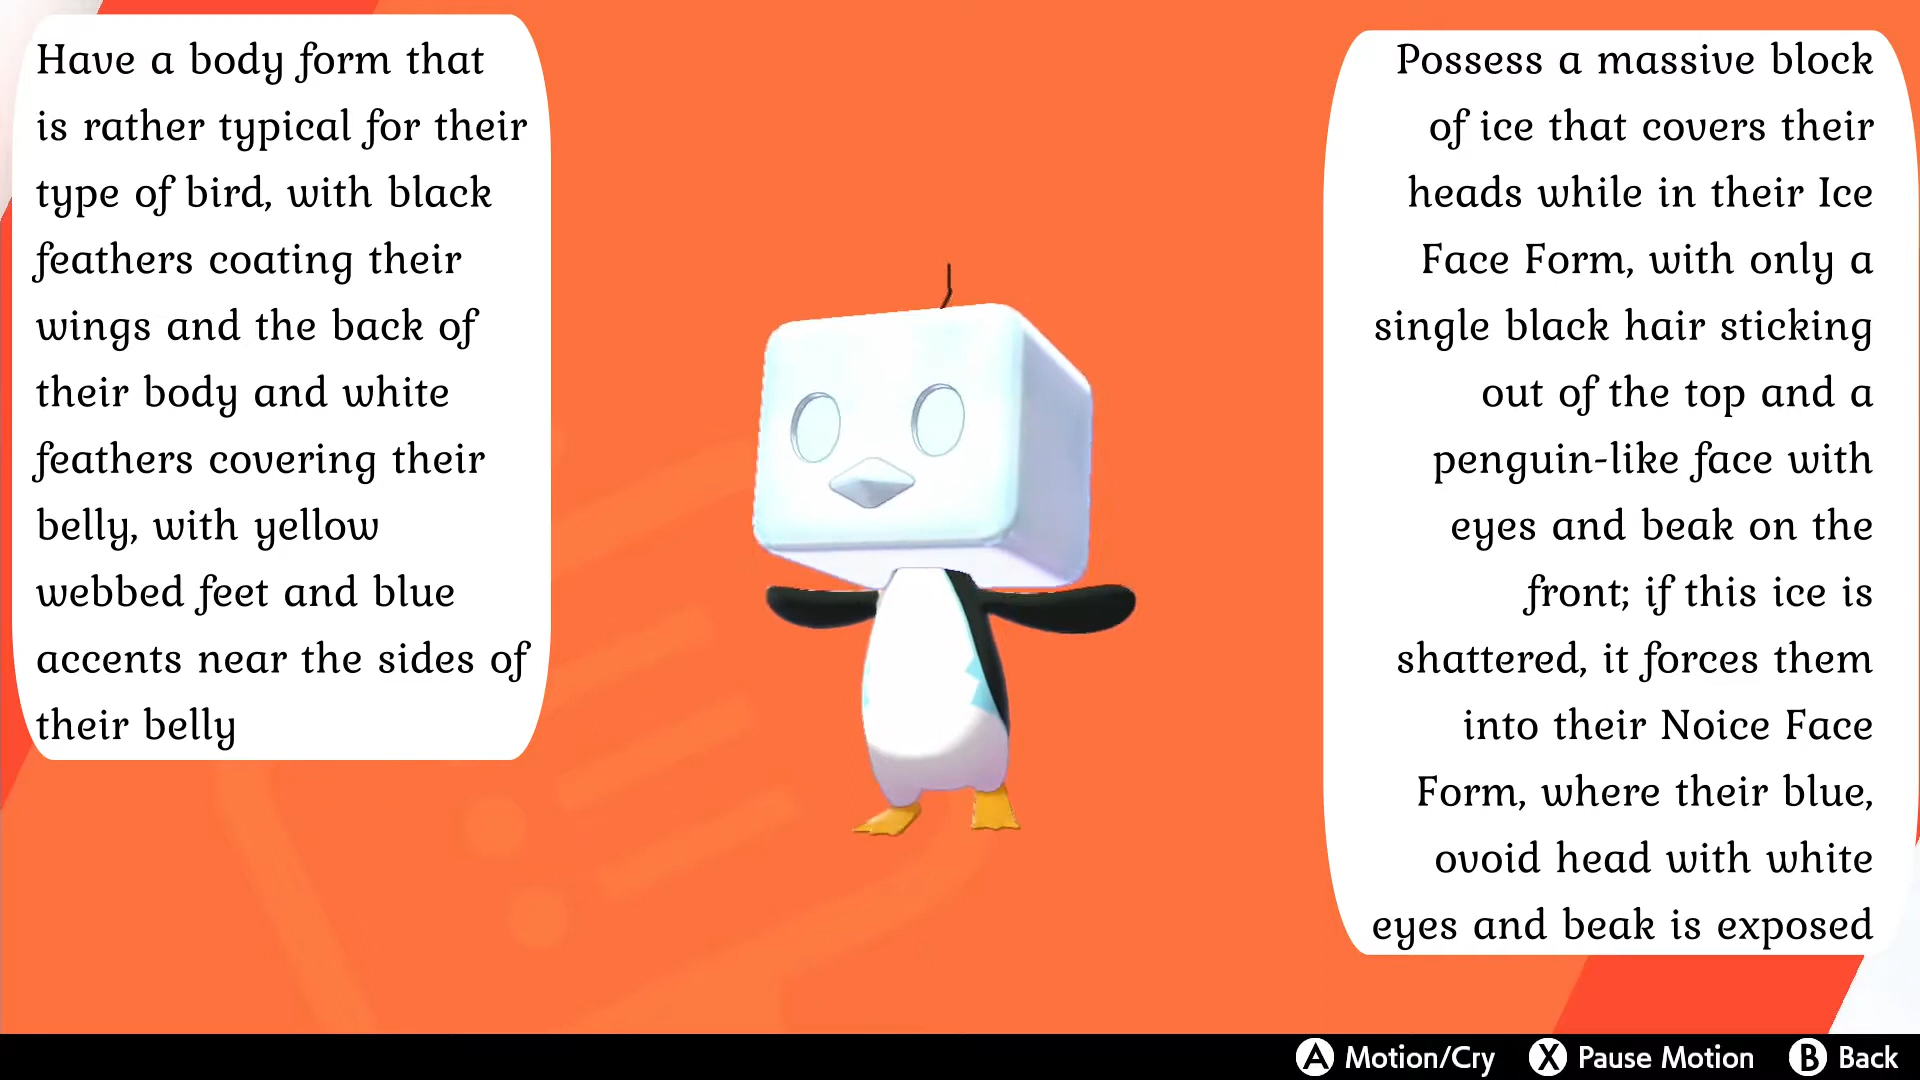 Have a body form that
is rather typical for their
type of bird, with black
feathers coating their
wings and the back of
their body and white
feathers covering their
belly, with yellow
webbed feet and blue
accents near the sides of
their belly
Possess a massive block
of ice that covers their
heads while in their Ice
Face Form, with only a
single black hair sticking
out of the top and a
penguin-like face with
eyes and beak on the
front; if this ice is
shattered, it forces them
into their Noice Face
Form, where their blue,
ovoid head with white
eyes and beak is exposed
A Motion/Cry X Pause Motion B Back